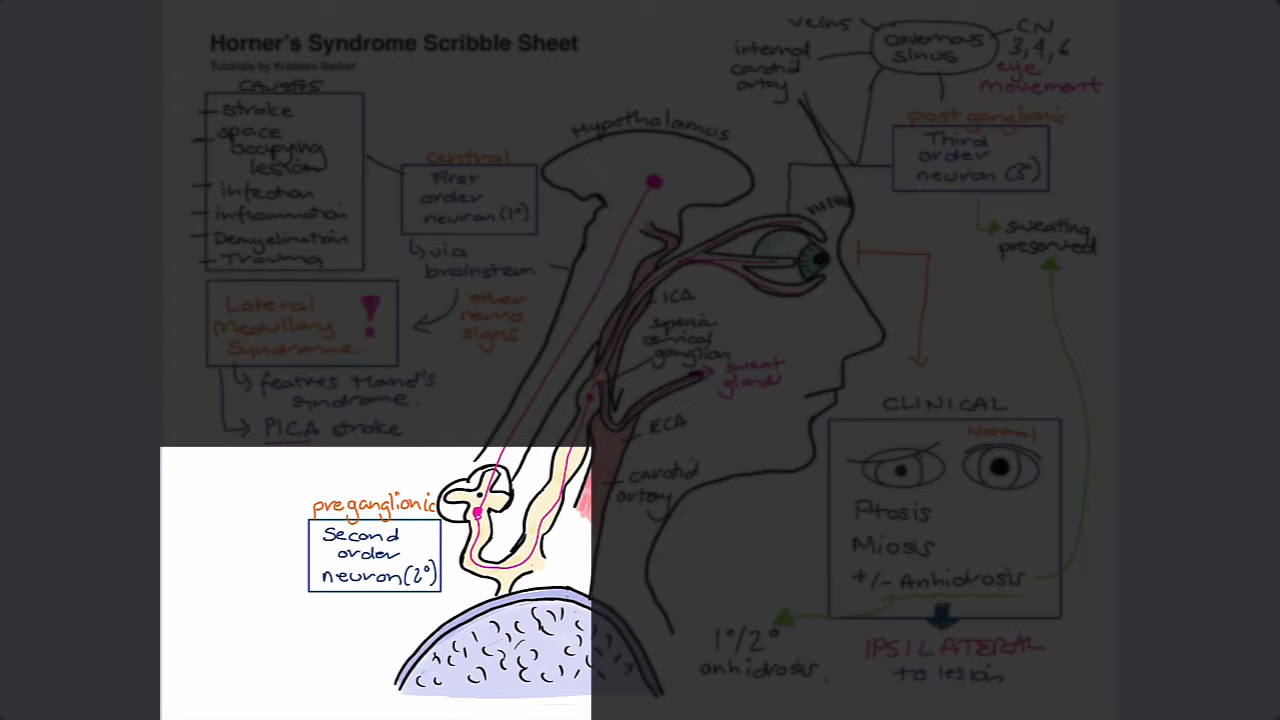 Horner's Syndrome Scribble Sheet
Tutorials by Kristeen Barker
CAUSES
stroke
space
occupying
lesion
infection
inflammation
Demyelination
Trauma
central
First
order
neuron (1°)
via
brainstem
other
neuro
signs
Lateral
Medullary
Syndrome
!
features Horner's
syndrome.
PICA stroke
Hypothalamus
veins
internal
carotid
artery
cavernous
sinus
CN
3, 4, 6
eye
movement
post ganglionic
Third
order
neuron (3°)
sweating
preserved
ICA
superior
cervical
ganglion
sweat
glands
ECA
carotid
artery
preganglionic
Second
order
neuron (2°)
CLINICAL
Normal
Ptosis
Miosis
+/- Anhidrosis
1°/2°
anhidrosis.
IPSILATERAL
to lesion